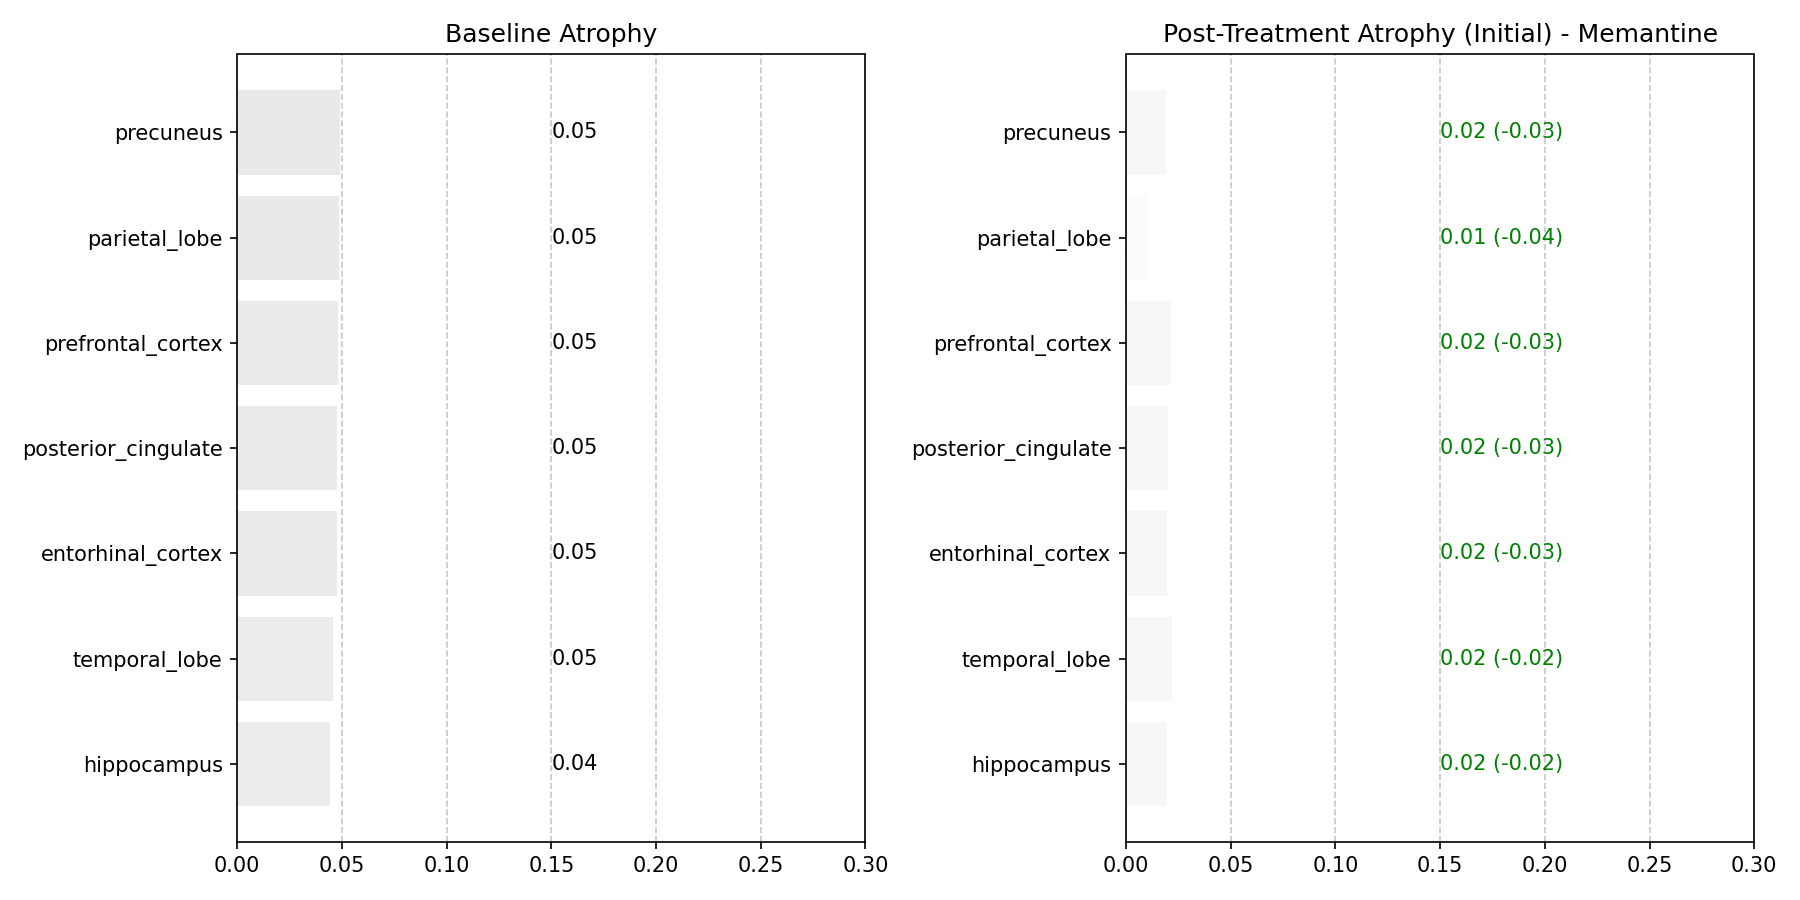 Baseline Atrophy
precuneus 0.05
parietal_lobe 0.05
prefrontal_cortex 0.05
posterior_cingulate 0.05
entorhinal_cortex 0.05
temporal_lobe 0.05
hippocampus 0.04
0.00 0.05 0.10 0.15 0.20 0.25 0.30
Post-Treatment Atrophy (Initial) - Memantine
precuneus 0.02 (-0.03)
parietal_lobe 0.01 (-0.04)
prefrontal_cortex 0.02 (-0.03)
posterior_cingulate 0.02 (-0.03)
entorhinal_cortex 0.02 (-0.03)
temporal_lobe 0.02 (-0.02)
hippocampus 0.02 (-0.02)
0.00 0.05 0.10 0.15 0.20 0.25 0.30